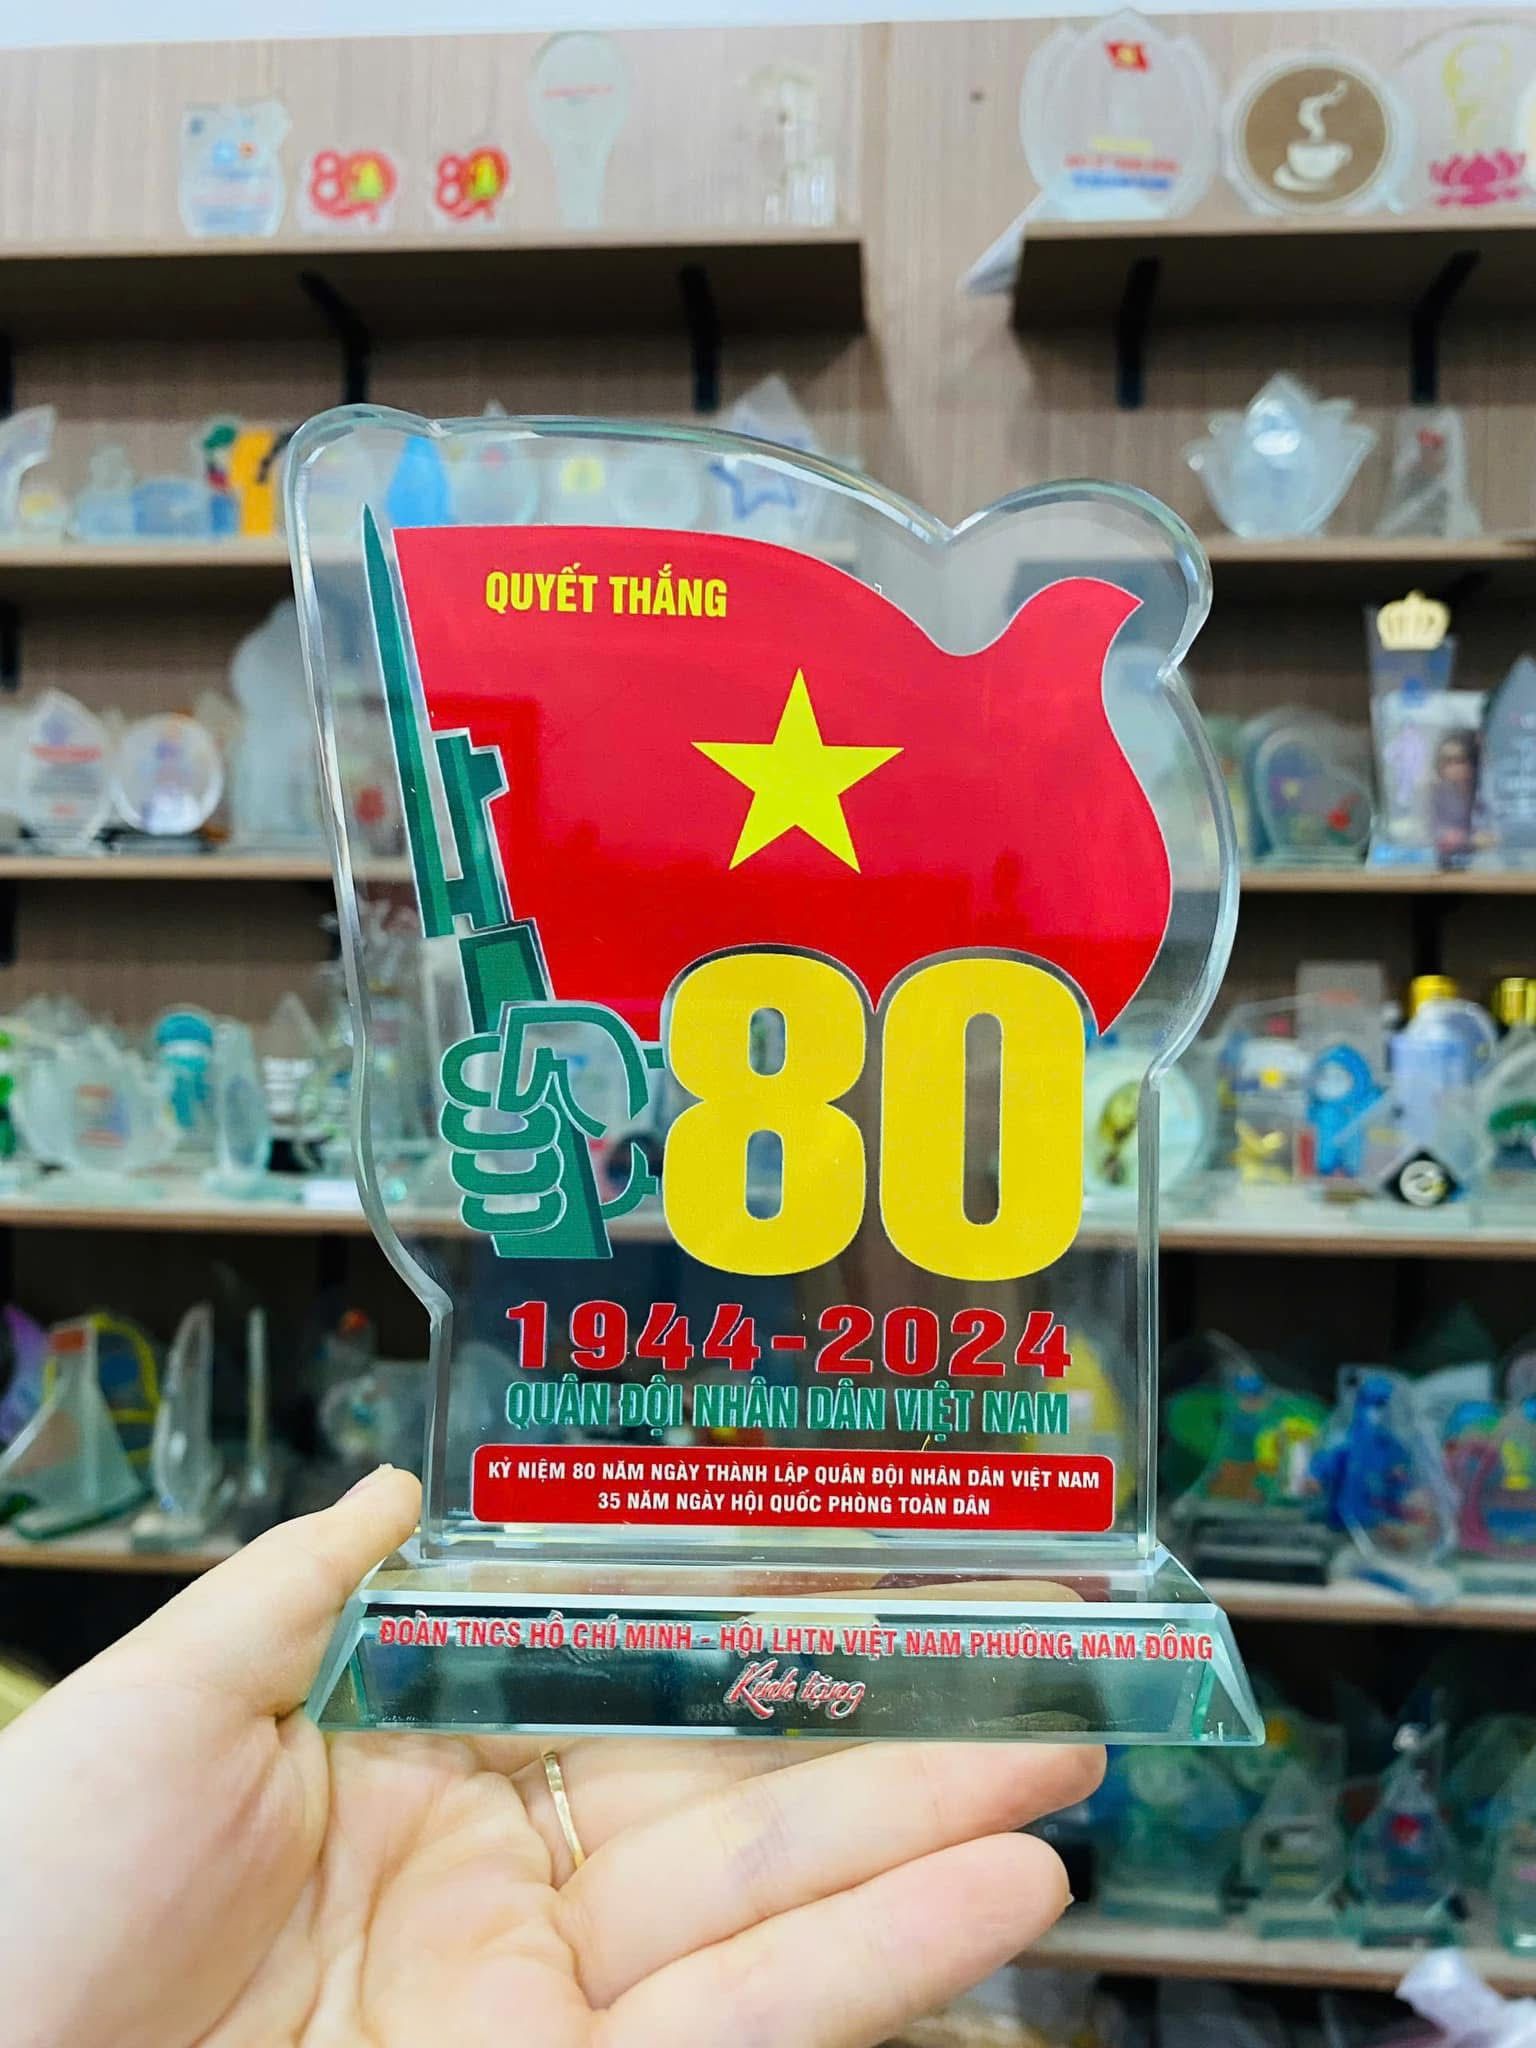 QUYẾT THẮNG
80
1944-2024
QUÂN ĐỘI NHÂN DÂN VIỆT NAM
KỶ NIỆM 80 NĂM NGÀY THÀNH LẬP QUÂN ĐỘI NHÂN DÂN VIỆT NAM
35 NĂM NGÀY HỘI QUỐC PHÒNG TOÀN DÂN
ĐOÀN TNCS HỒ CHÍ MINH - HỘI LHTN VIỆT NAM PHƯỜNG NAM ĐỒNG
Kính tặng
80
80